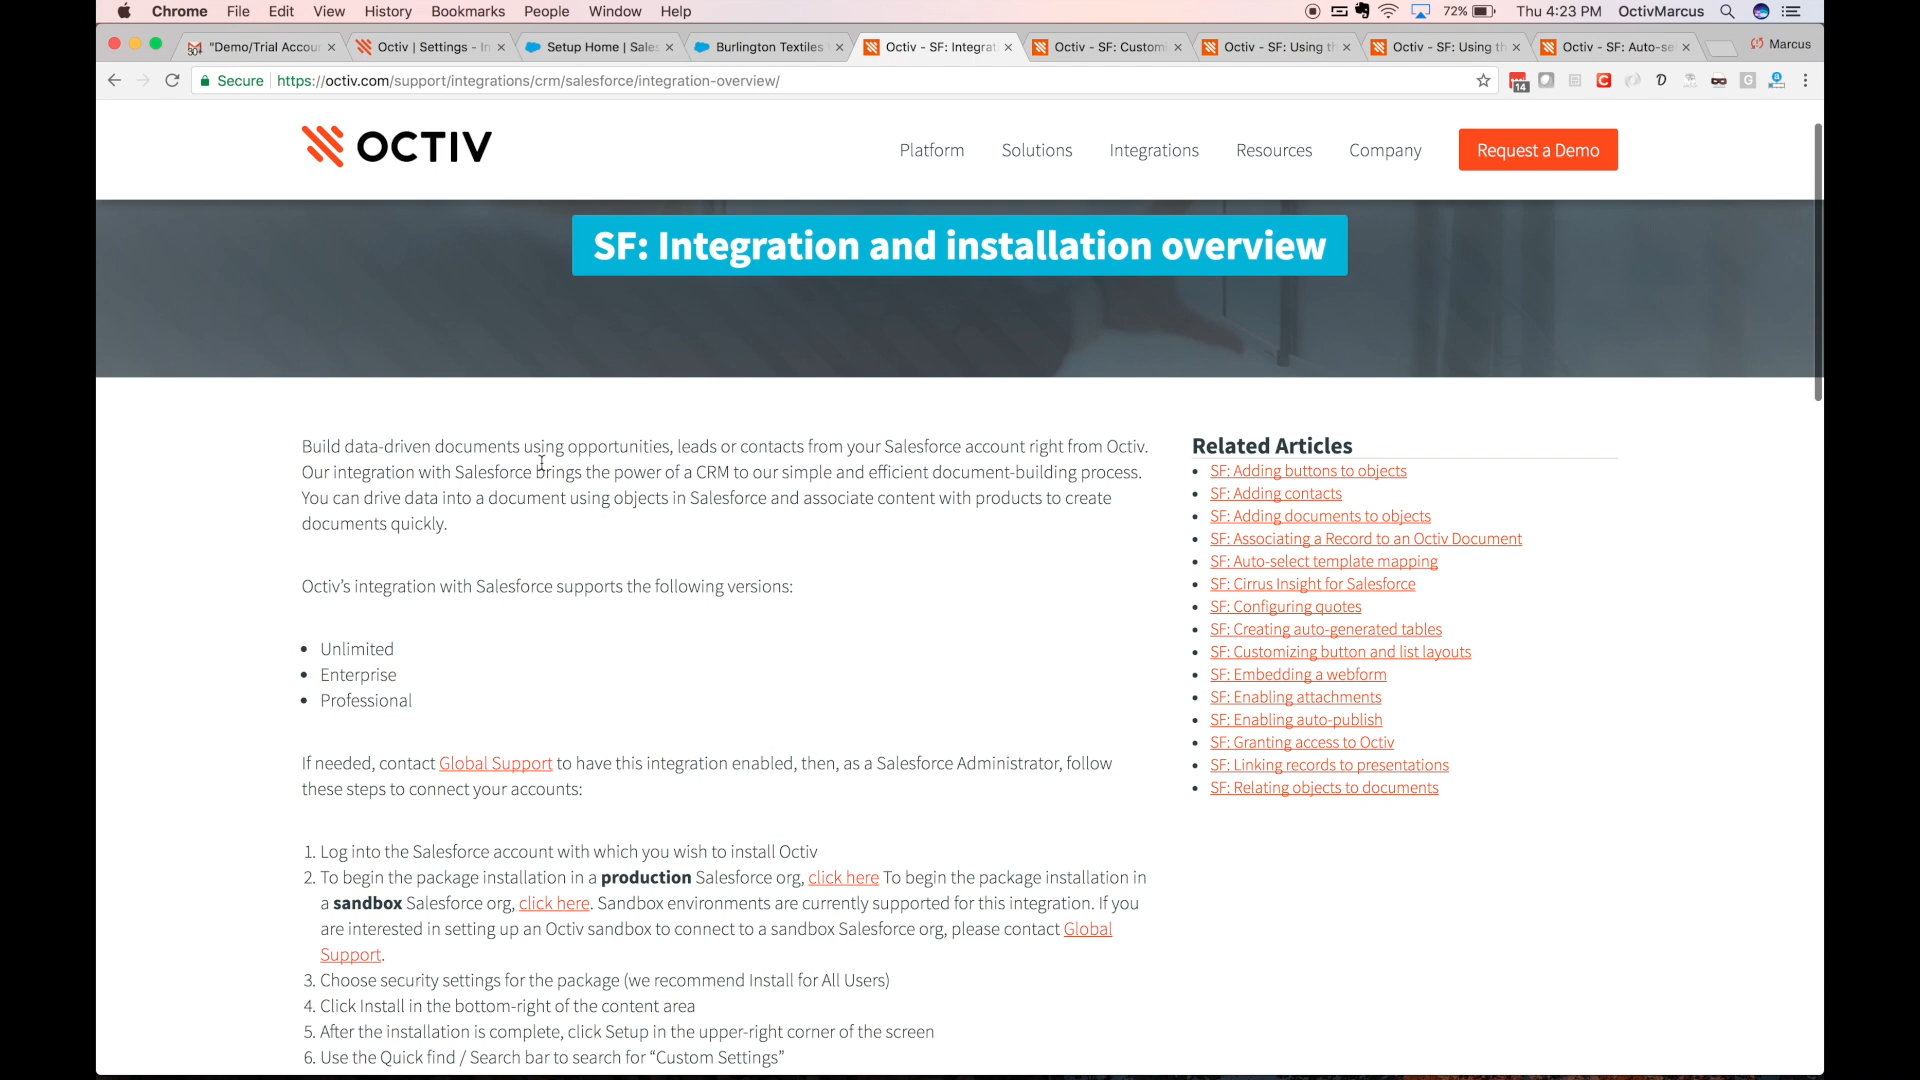 Chrome File Edit View History Bookmarks People Window Help 72% Thu 4:23 PM OctivMarcus
"Demo/Trial Accou Octiv | Settings - In Setup Home | Sales Burlington Textiles Octiv - SF: Integrat Octiv - SF: Custom Octiv - SF: Using th Octiv - SF: Using th Octiv - SF: Auto-se Marcus
Secure https://octiv.com/support/integrations/crm/salesforce/integration-overview/
OCTIV Platform Solutions Integrations Resources Company Request a Demo
SF: Integration and installation overview
Build data-driven documents using opportunities, leads or contacts from your Salesforce account right from Octiv.
Our integration with Salesforce brings the power of a CRM to our simple and efficient document-building process.
You can drive data into a document using objects in Salesforce and associate content with products to create
documents quickly.
Octiv's integration with Salesforce supports the following versions:
• Unlimited
• Enterprise
• Professional
If needed, contact Global Support to have this integration enabled, then, as a Salesforce Administrator, follow
these steps to connect your accounts:
1. Log into the Salesforce account with which you wish to install Octiv
2. To begin the package installation in a production Salesforce org, click here To begin the package installation in
a sandbox Salesforce org, click here. Sandbox environments are currently supported for this integration. If you
are interested in setting up an Octiv sandbox to connect to a sandbox Salesforce org, please contact Global
Support.
3. Choose security settings for the package (we recommend Install for All Users)
4. Click Install in the bottom-right of the content area
5. After the installation is complete, click Setup in the upper-right corner of the screen
6. Use the Quick find / Search bar to search for “Custom Settings”
Related Articles
• SF: Adding buttons to objects
• SF: Adding contacts
• SF: Adding documents to objects
• SF: Associating a Record to an Octiv Document
• SF: Auto-select template mapping
• SF: Cirrus Insight for Salesforce
• SF: Configuring quotes
• SF: Creating auto-generated tables
• SF: Customizing button and list layouts
• SF: Embedding a webform
• SF: Enabling attachments
• SF: Enabling auto-publish
• SF: Granting access to Octiv
• SF: Linking records to presentations
• SF: Relating objects to documents